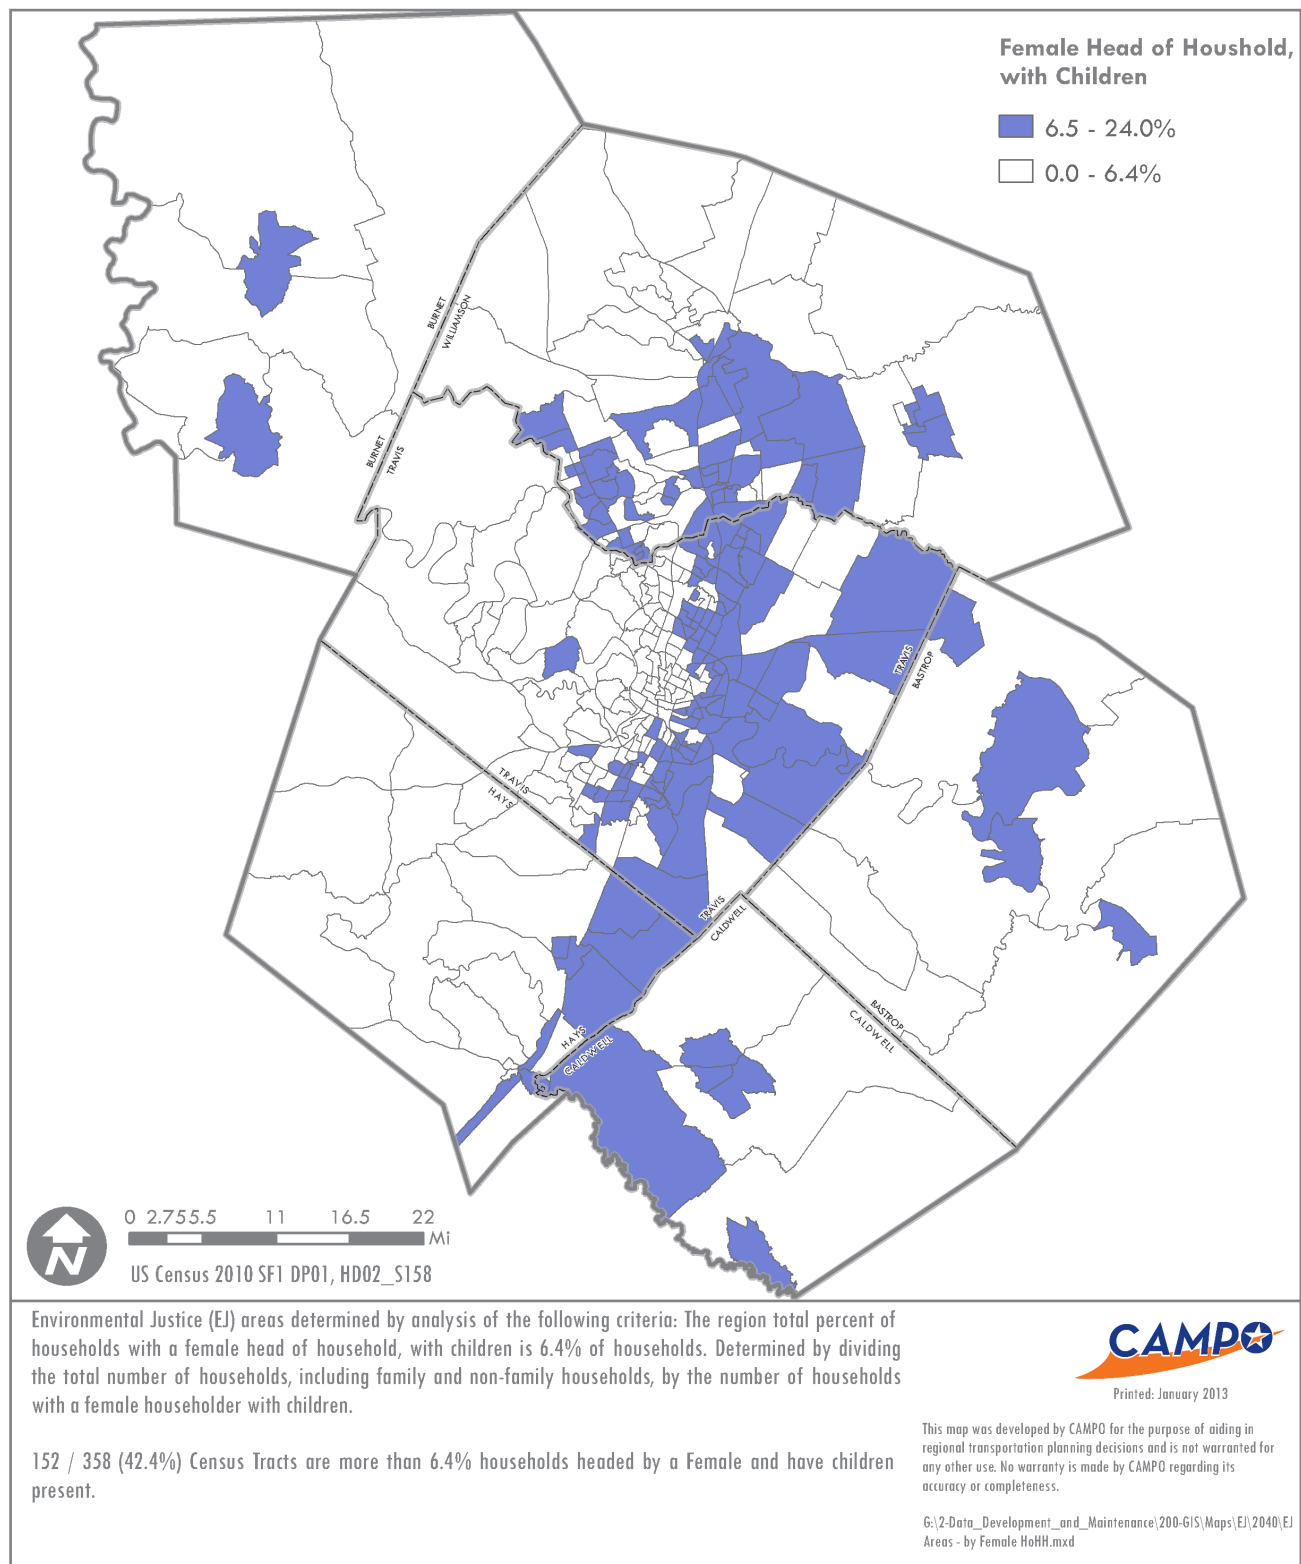 Female Head of Houshold,
with Children
6.5 - 24.0%
0.0 - 6.4%
BURNET
WILLIAMSON
BURNET
TRAVIS
TRAVIS
BASTROP
TRAVIS
HAYS
TRAVIS
CALDWELL
BASTROP
CALDWELL
HAYS
CALDWELL
0 2.75 5.5 11 16.5 22
Mi
N
US Census 2010 SF1 DP01, HD02_S158
Environmental Justice (EJ) areas determined by analysis of the following criteria: The region total percent of
households with a female head of household, with children is 6.4% of households. Determined by dividing
the total number of households, including family and non-family households, by the number of households
with a female householder with children.
152 / 358 (42.4%) Census Tracts are more than 6.4% households headed by a Female and have children
present.
CAMPO
Printed: January 2013
This map was developed by CAMPO for the purpose of aiding in
regional transportation planning decisions and is not warranted for
any other use. No warranty is made by CAMPO regarding its
accuracy or completeness.
G:\2-Data_Development_and_Maintenance\200-GIS\Maps\EJ\2040\EJ
Areas - by Female HoHH.mxd